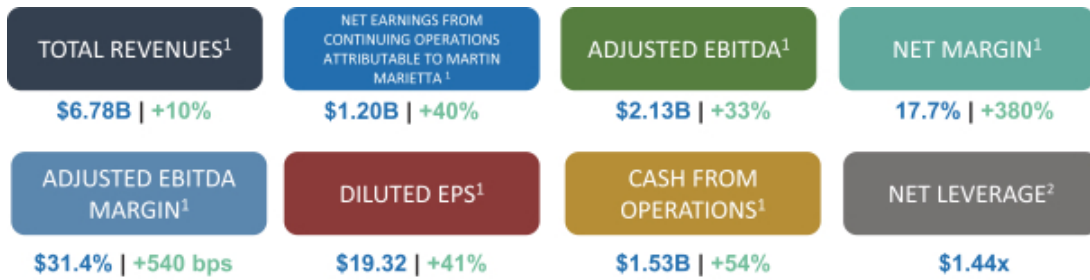 TOTAL REVENUES¹
NET EARNINGS FROM
CONTINUING OPERATIONS
ATTRIBUTABLE TO MARTIN
MARIETTA ¹
ADJUSTED EBITDA¹
NET MARGIN¹
$6.78B | +10%
$1.20B | +40%
$2.13B | +33%
17.7% | +380%
ADJUSTED EBITDA
MARGIN¹
DILUTED EPS¹
CASH FROM
OPERATIONS¹
NET LEVERAGE²
$31.4% | +540 bps
$19.32 | +41%
$1.53B | +54%
$1.44x